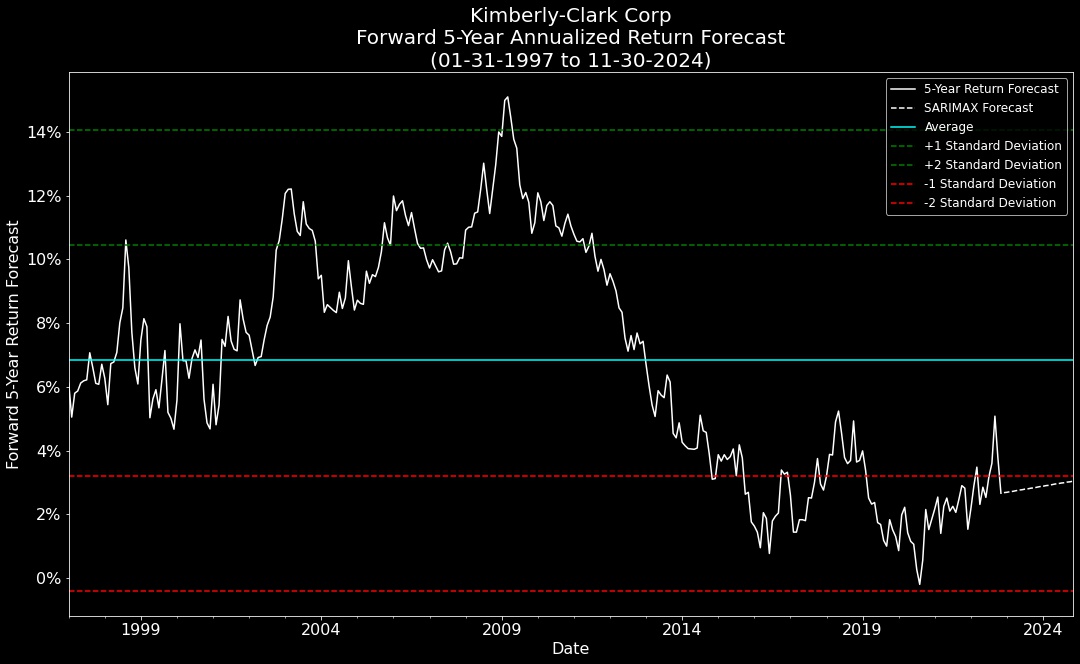 Kimberly-Clark Corp
Forward 5-Year Annualized Return Forecast
(01-31-1997 to 11-30-2024)
5-Year Return Forecast
SARIMAX Forecast
Average
+1 Standard Deviation
+2 Standard Deviation
-1 Standard Deviation
-2 Standard Deviation
Forward 5-Year Return Forecast
14%
12%
10%
8%
6%
4%
2%
0%
1999 2004 2009 2014 2019 2024
Date